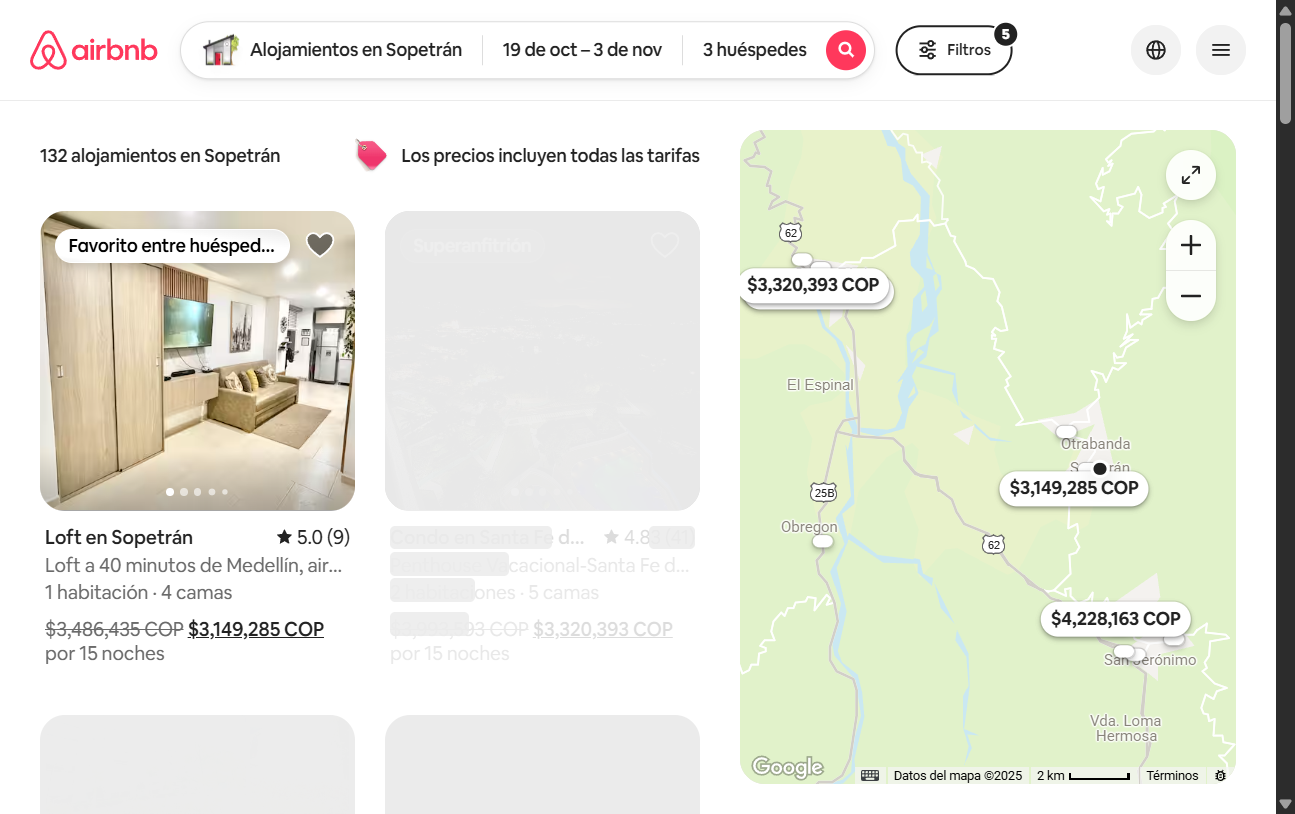 airbnb
Alojamientos en Sopetrán
19 de oct – 3 de nov
3 huéspedes
Filtros
5
132 alojamientos en Sopetrán
Los precios incluyen todas las tarifas
Favorito entre huésped...
Superanfitrión
Loft en Sopetrán
5.0 (9)
Loft a 40 minutos de Medellín, air...
1 habitación · 4 camas
$3,486,435 COP $3,149,285 COP
por 15 noches
Condo en Santa Fe d...
4.83 (41)
cacional-Santa Fe d...
ones · 5 camas
COP $3,320,393 COP
por 15 noches
62
$3,320,393 COP
El Espinal
Otrabanda
$3,149,285 COP
25B
Obregon
62
$4,228,163 COP
San Jerónimo
Vda. Loma
Hermosa
Google
Datos del mapa ©2025
2 km
Términos